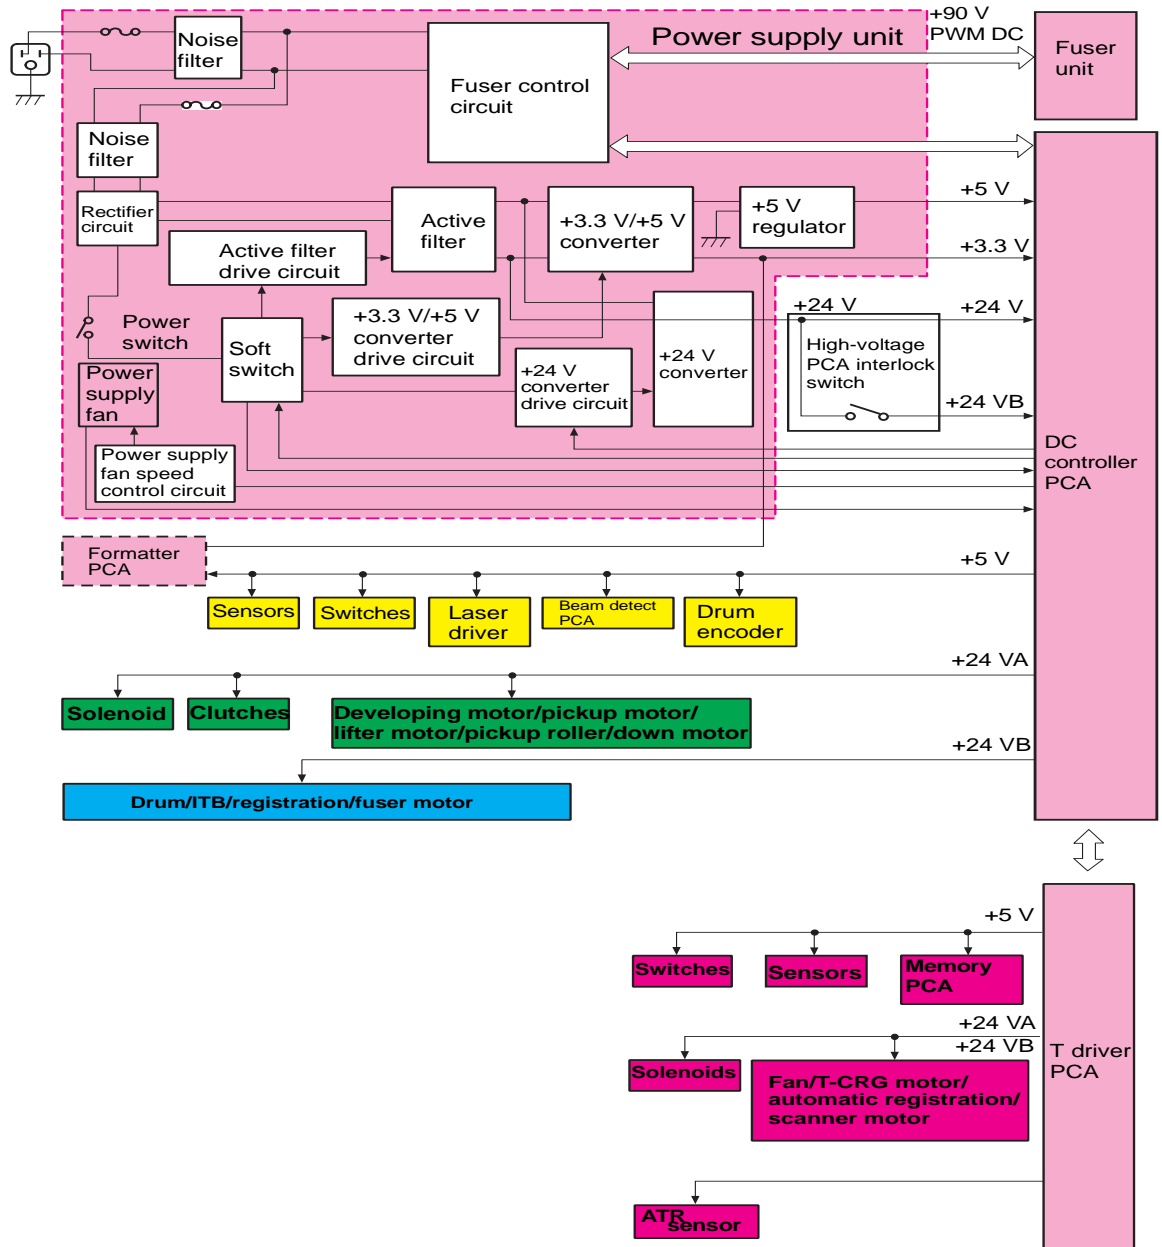 +90 V
PWM DC
Power supply unit
Noise
filter
Fuser
unit
Fuser control
circuit
Noise
filter
+5 V
Rectifier
circuit
Active
filter
+3.3 V/+5 V
converter
+5 V
regulator
+3.3 V
Active filter
drive circuit
+24 V
+24 V
Power
switch
Soft
switch
+3.3 V/+5 V
converter
drive circuit
High-voltage
PCA interlock
switch
+24 V
converter
+24 V
converter
drive circuit
Power
supply
fan
+24 VB
DC
controller
PCA
Power supply
fan speed
control circuit
Formatter
PCA
+5 V
Sensors
Switches
Laser
driver
Beam detect
PCA
Drum
encoder
+24 VA
Solenoid
Clutches
Developing motor/pickup motor/
lifter motor/pickup roller/down motor
+24 VB
Drum/ITB/registration/fuser motor
+5 V
Switches
Sensors
Memory
PCA
+24 VA
+24 VB
T driver
PCA
Solenoids
Fan/T-CRG motor/
automatic registration/
scanner motor
ATR
sensor